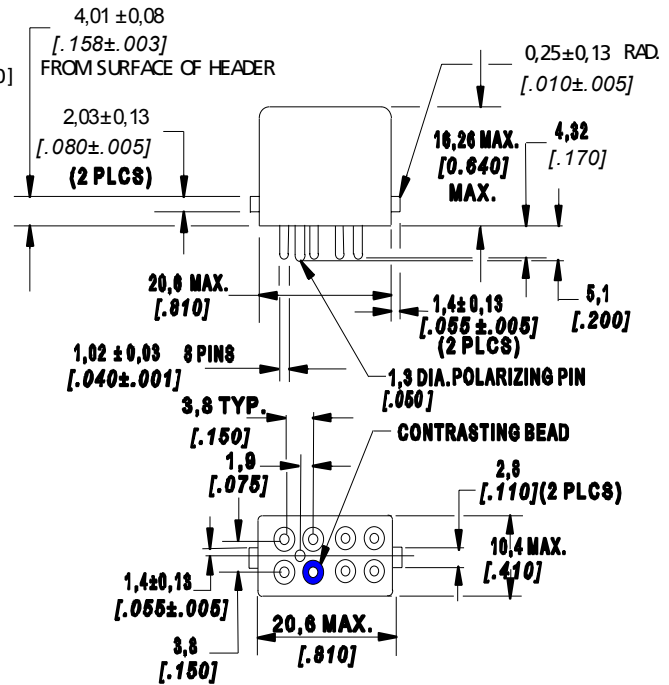 4,01 ±0,08
[.158±.003]
FROM SURFACE OF HEADER
0]
0,25±0,13 RAD.
[.010±.005]
2,03±0,13
[.080±.005]
(2 PLCS)
16,26 MAX.
[0.640]
MAX.
4,32
[.170]
20,6 MAX.
[.810]
1,4±0,13
[.055 ±.005]
(2 PLCS)
5,1
[.200]
1,02 ±0,03 8 PINS
[.040±.001]
1,3 DIA. POLARIZING PIN
[.050]
3,8 TYP.
[.150]
CONTRASTING BEAD
1,9
[.075]
2,8
[.110](2 PLCS)
10,4 MAX.
[.410]
1,4±0,13
[.055±.005]
20,6 MAX.
[.810]
3,8
[.150]